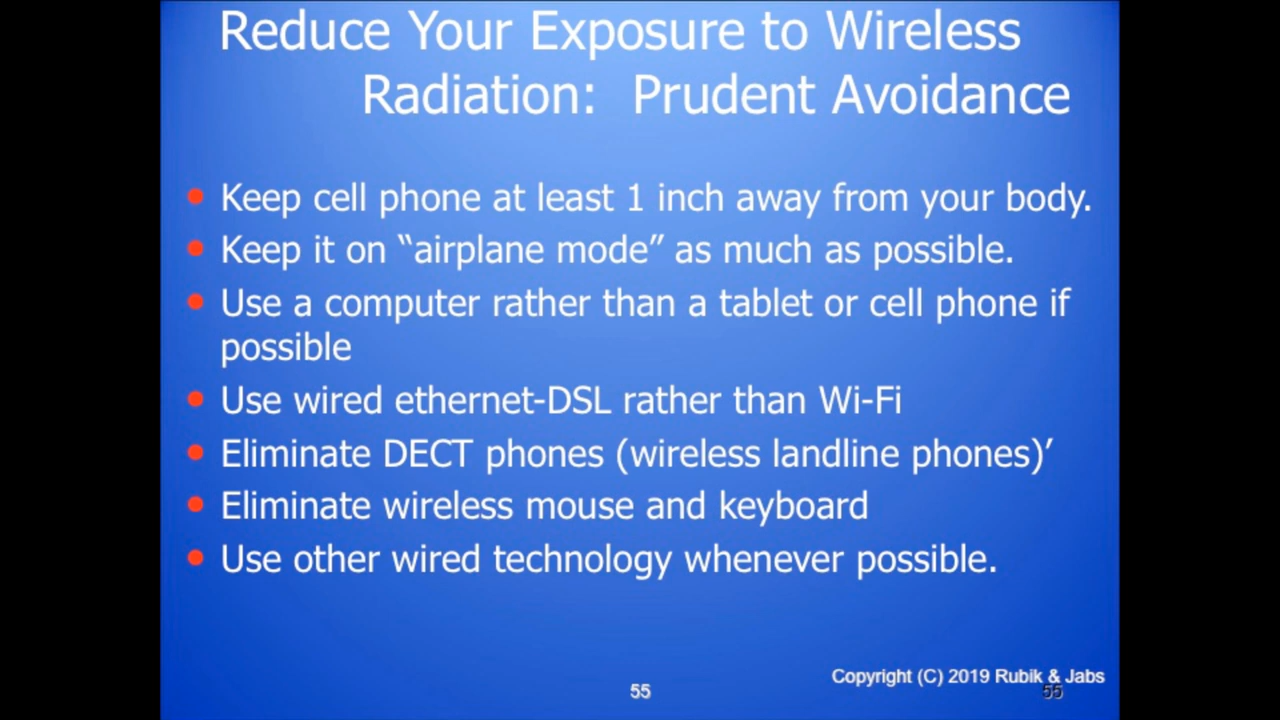 Reduce Your Exposure to Wireless
Radiation: Prudent Avoidance
• Keep cell phone at least 1 inch away from your body.
• Keep it on “airplane mode” as much as possible.
• Use a computer rather than a tablet or cell phone if
possible
• Use wired ethernet-DSL rather than Wi-Fi
• Eliminate DECT phones (wireless landline phones)’
• Eliminate wireless mouse and keyboard
• Use other wired technology whenever possible.
Copyright (C) 2019 Rubik & Jabs
55
55